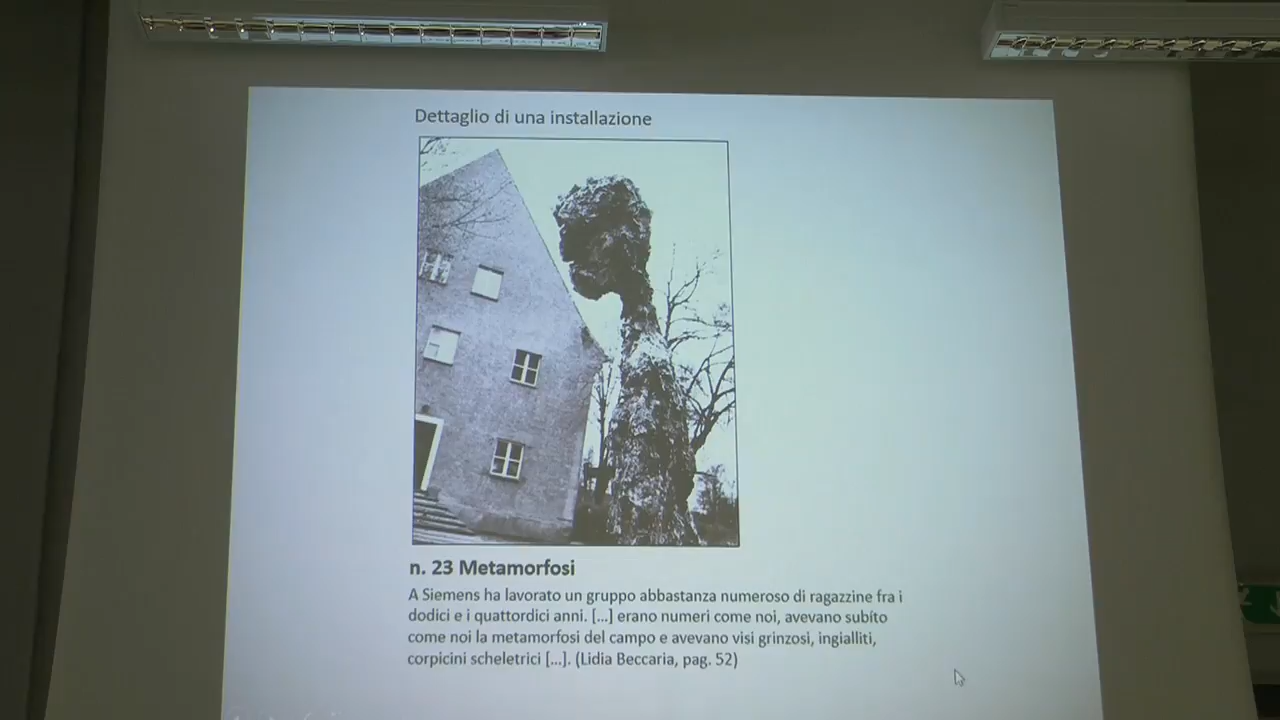 Dettaglio di una installazione
n. 23 Metamorfosi
A Siemens ha lavorato un gruppo abbastanza numeroso di ragazzine fra i
dodici e i quattordici anni. [...] erano numeri come noi, avevano subíto
come noi la metamorfosi del campo e avevano visi grinzosi, ingialliti,
corpicini scheletrici [...]. (Lidia Beccaria, pag. 52)